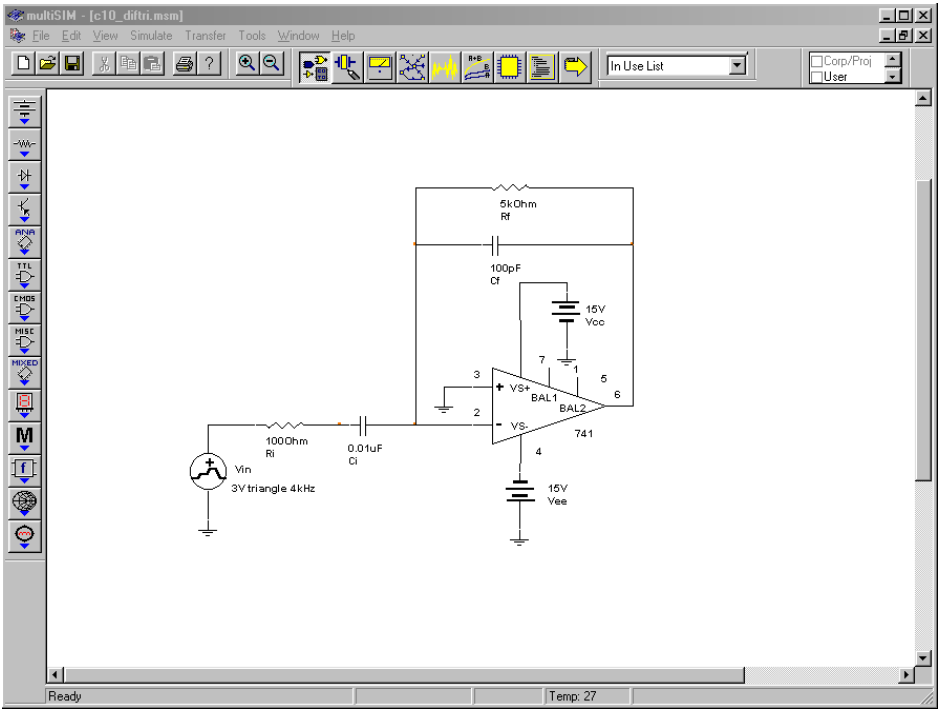 multiSIM - [c10_diftri.msm]
File Edit View Simulate Transfer Tools Window Help
In Use List
Corp/Proj
User
ANA
TTL
CMOS
MISC
MIXED
M
f
5kOhm
Rf
100pF
Cf
15V
Vcc
7
1
5
3
+ VS+
BAL1
6
BAL2
2
- VS-
741
4
100Ohm
Ri
0.01uF
Ci
+
Vin
3V triangle 4kHz
15V
Vee
Ready
Temp: 27